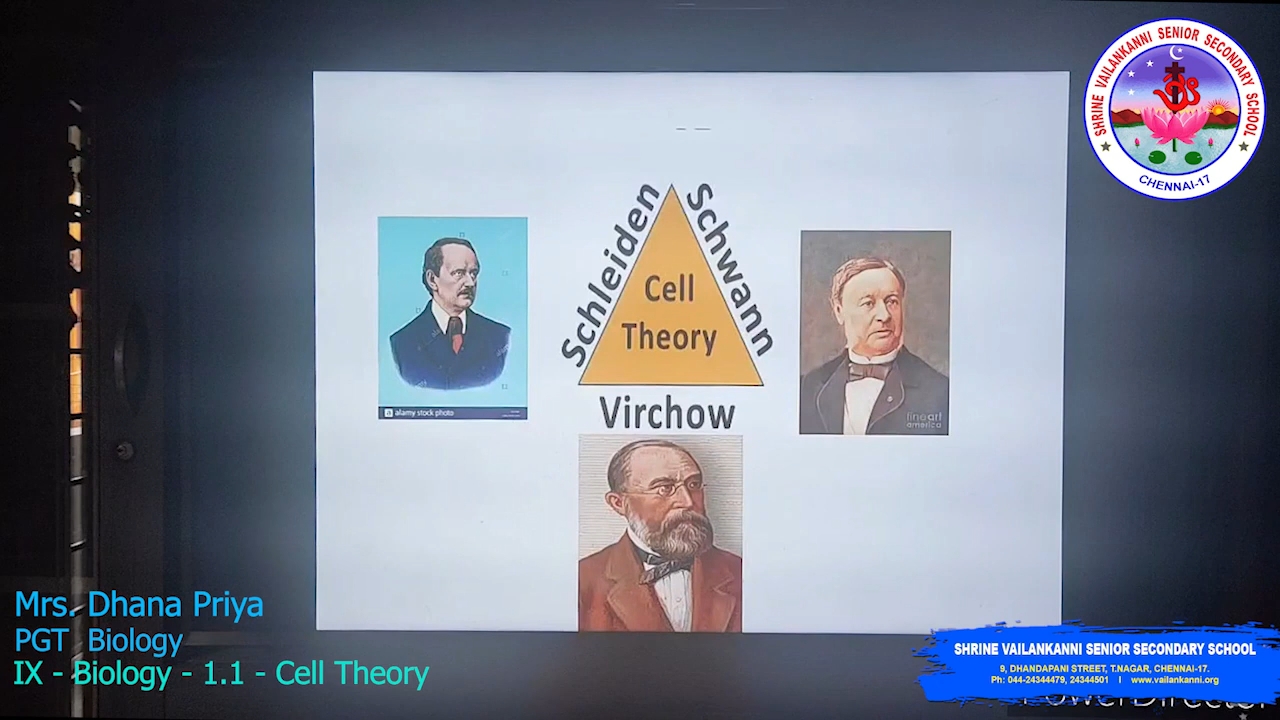 SHRINE VAILANKANNI SENIOR SECONDARY SCHOOL
CHENNAI-17
Schleiden
Schwann
Cell
Theory
Virchow
a alamy stock photo
fineart
america
Mrs. Dhana Priya
PGT Biology
IX - Biology - 1.1 - Cell Theory
SHRINE VAILANKANNI SENIOR SECONDARY SCHOOL
9, DHANDAPANI STREET, T.NAGAR, CHENNAI-17.
Ph: 044-24344479, 24344501 I www.vailankanni.org
PowerDirector